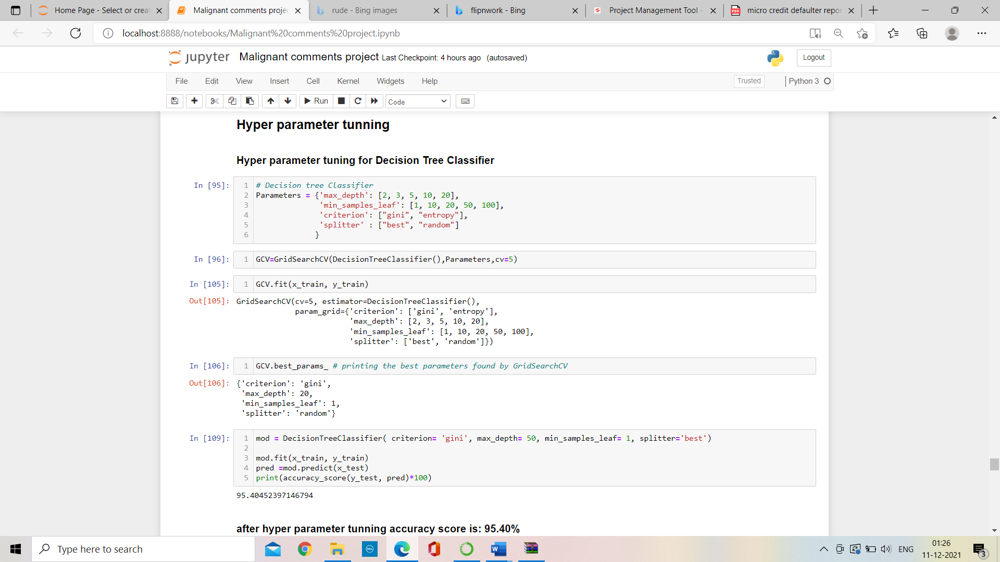 Home Page - Select or creat
Malignant comments projec
rude - Bing images
flipnwork - Bing
Project Management Tool -
micro credit defaulter repor
localhost:8888/notebooks/Malignant%20comments%20project.ipynb
jupyter Malignant comments project Last Checkpoint: 4 hours ago (autosaved)
Logout
File Edit View Insert Cell Kernel Widgets Help
Trusted
Python 3
Run
Code
Hyper parameter tunning
Hyper parameter tuning for Decision Tree Classifier
In [95]:
1 # Decision tree Classifier
2 Parameters = {'max_depth': [2, 3, 5, 10, 20],
3 'min_samples_leaf': [1, 10, 20, 50, 100],
4 'criterion': ["gini", "entropy"],
5 'splitter' : ["best", "random"]
6 }
In [96]:
1 GCV=GridSearchCV(DecisionTreeClassifier(),Parameters,cv=5)
In [105]:
1 GCV.fit(x_train, y_train)
Out[105]: GridSearchCV(cv=5, estimator=DecisionTreeClassifier(),
param_grid={'criterion': ['gini', 'entropy'],
'max_depth': [2, 3, 5, 10, 20],
'min_samples_leaf': [1, 10, 20, 50, 100],
'splitter': ['best', 'random']})
In [106]:
1 GCV.best_params_ # printing the best parameters found by GridSearchCV
Out[106]: {'criterion': 'gini',
'max_depth': 20,
'min_samples_leaf': 1,
'splitter': 'random'}
In [109]:
1 mod = DecisionTreeClassifier( criterion= 'gini', max_depth= 50, min_samples_leaf= 1, splitter='best')
2
3 mod.fit(x_train, y_train)
4 pred =mod.predict(x_test)
5 print(accuracy_score(y_test, pred)*100)
95.40452397146794
after hyper parameter tunning accuracy score is: 95.40%
Type here to search
DELL
W
ENG
01:26
11-12-2021
3